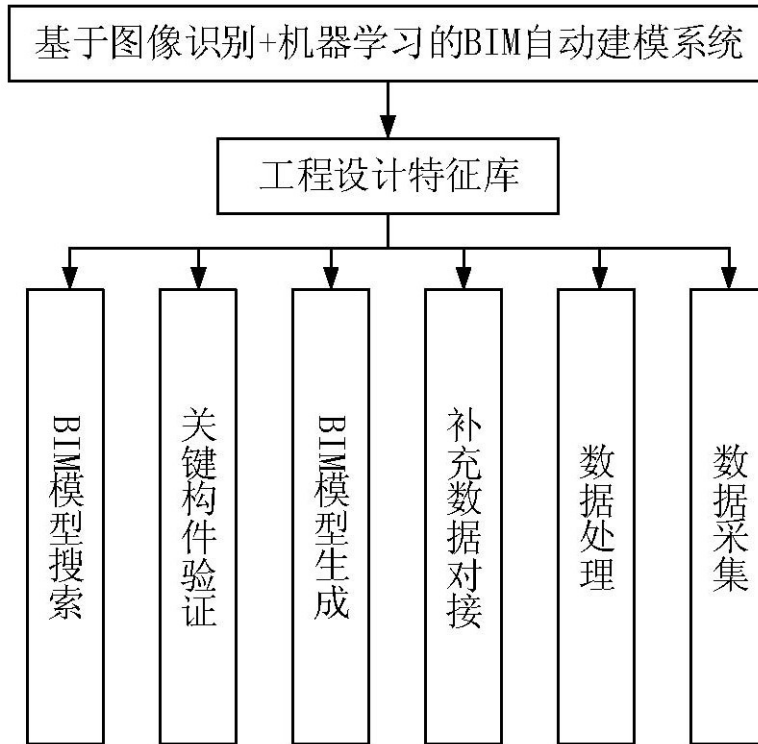 基于图像识别+机器学习的BIM自动建模系统
工程设计特征库
BIM模型搜索
关键构件验证
BIM模型生成
补充数据对接
数据处理
数据采集